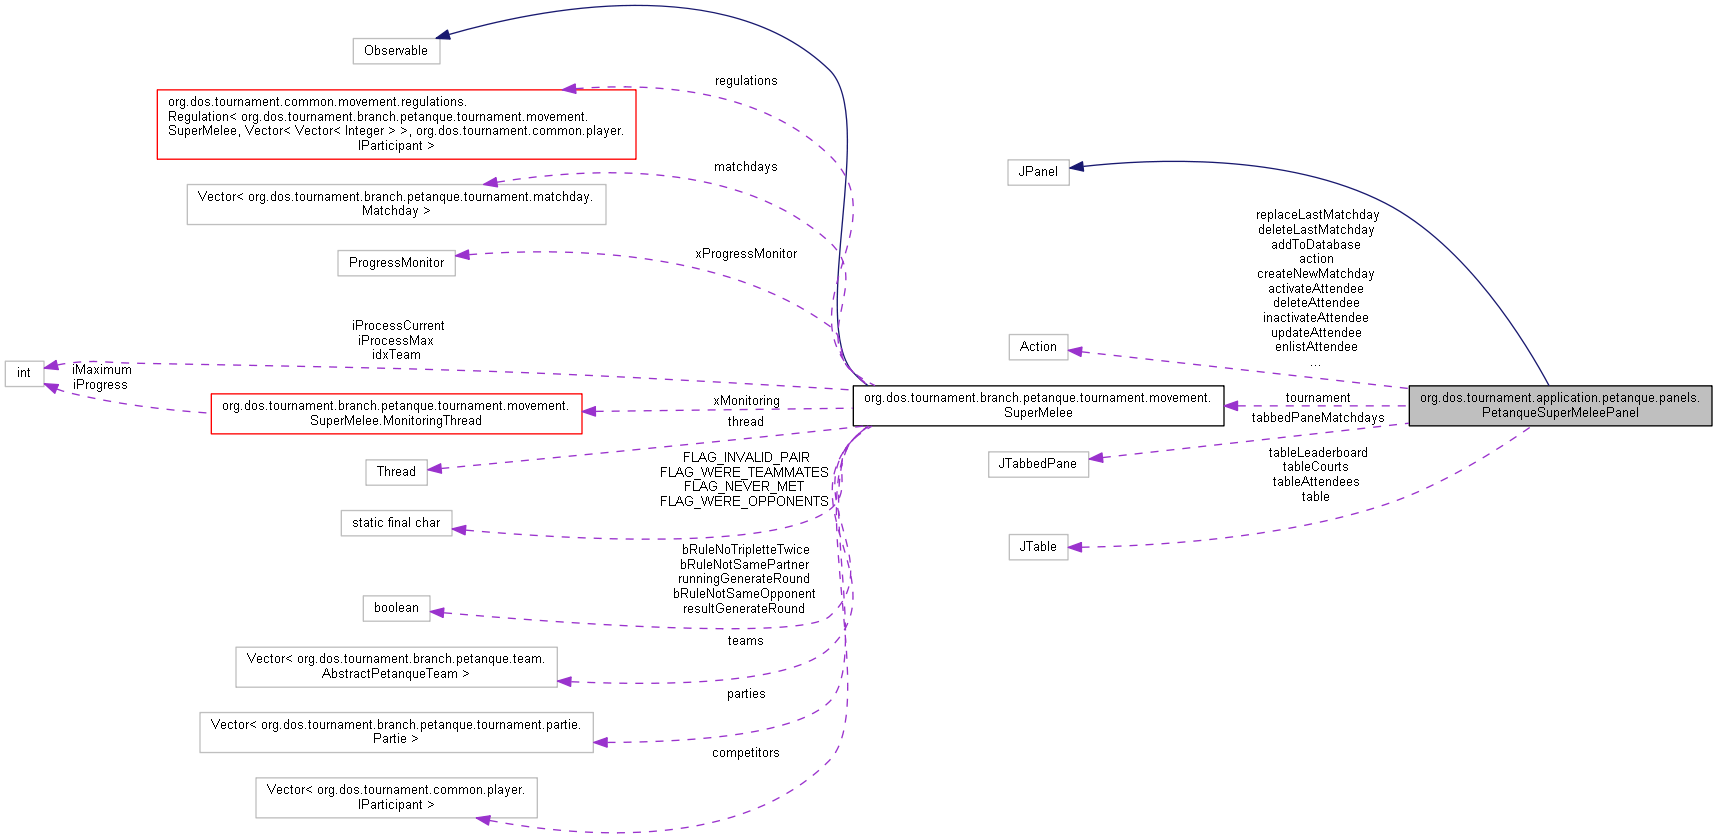 Observable
regulations
org.dos.tournament.common.movement.regulations.
Regulation< org.dos.tournament.branch.petanque.tournament.movement.
SuperMelee, Vector< Vector< Integer > >, org.dos.tournament.common.player.
IParticipant >
matchdays
Vector< org.dos.tournament.branch.petanque.tournament.matchday.
Matchday >
xProgressMonitor
ProgressMonitor
iProcessCurrent
iProcessMax
idxTeam
int
iMaximum
iProgress
org.dos.tournament.branch.petanque.tournament.movement.
SuperMelee.MonitoringThread
xMonitoring
thread
Thread
FLAG_INVALID_PAIR
FLAG_WERE_TEAMMATES
FLAG_NEVER_MET
FLAG_WERE_OPPONENTS
static final char
bRuleNoTripletteTwice
bRuleNotSamePartner
runningGenerateRound
bRuleNotSameOpponent
resultGenerateRound
boolean
teams
Vector< org.dos.tournament.branch.petanque.team.
AbstractPetanqueTeam >
parties
Vector< org.dos.tournament.branch.petanque.tournament.partie.
Partie >
competitors
Vector< org.dos.tournament.common.player.
IParticipant >
org.dos.tournament.branch.petanque.tournament.movement.
SuperMelee
JPanel
replaceLastMatchday
deleteLastMatchday
addToDatabase
action
createNewMatchday
activateAttendee
deleteAttendee
inactivateAttendee
updateAttendee
enlistAttendee
...
Action
tournament
tabbedPaneMatchdays
JTabbedPane
tableLeaderboard
tableCourts
tableAttendees
table
JTable
org.dos.tournament.application.petanque.panels.
PetanqueSuperMeleePanel